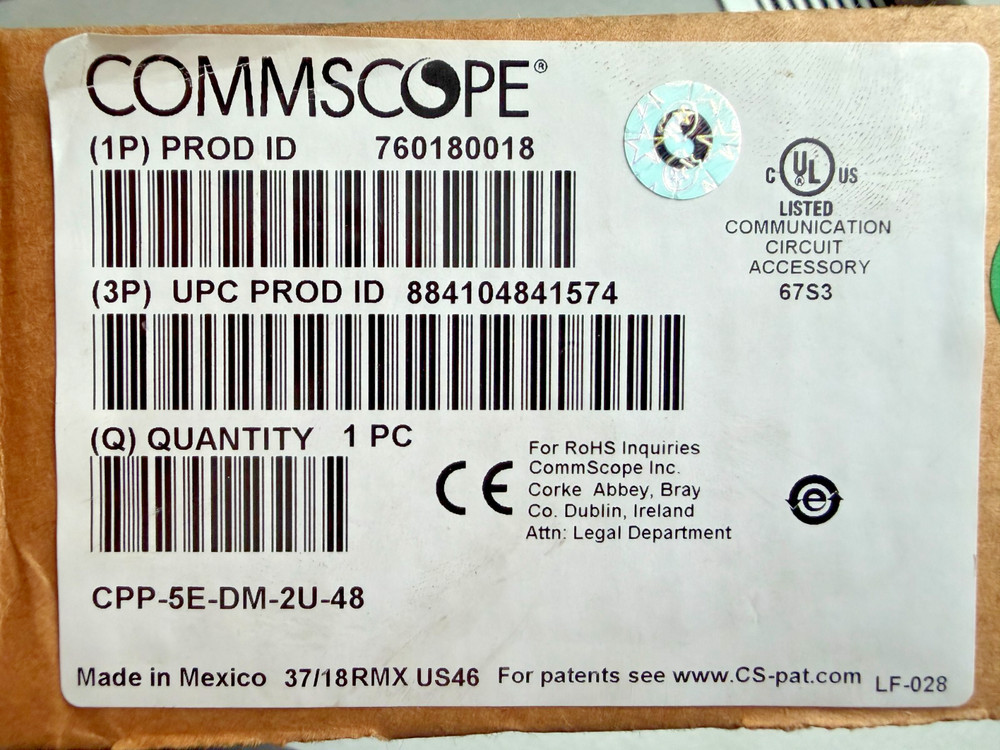 COMMSCOPE®
(1P) PROD ID 760180018
C UL® US
LISTED
COMMUNICATION
CIRCUIT
ACCESSORY
67S3
(3P) UPC PROD ID 884104841574
(Q) QUANTITY 1 PC
CE
For RoHS Inquiries
CommScope Inc.
Corke Abbey, Bray
Co. Dublin, Ireland
Attn: Legal Department
e
CPP-5E-DM-2U-48
Made in Mexico 37/18RMX US46 For patents see www.CS-pat.com LF-028